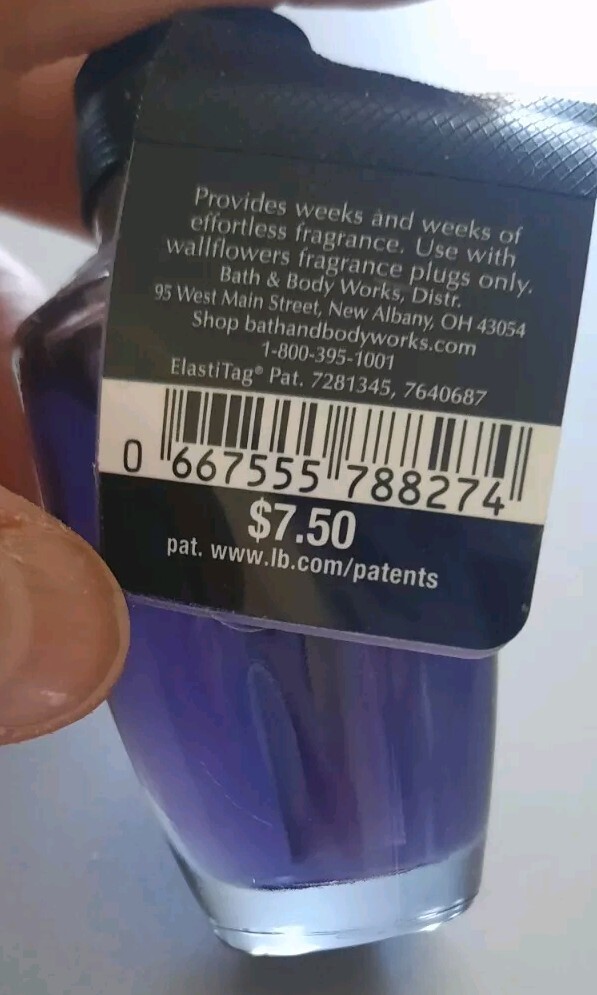 Provides weeks and weeks of
effortless fragrance. Use with
wallflowers fragrance plugs only.
Bath & Body Works, Distr.
95 West Main Street, New Albany, OH 43054
Shop bathandbodyworks.com
1-800-395-1001
ElastiTag® Pat. 7281345, 7640687
0 667555 788274
$7.50
pat. www.lb.com/patents